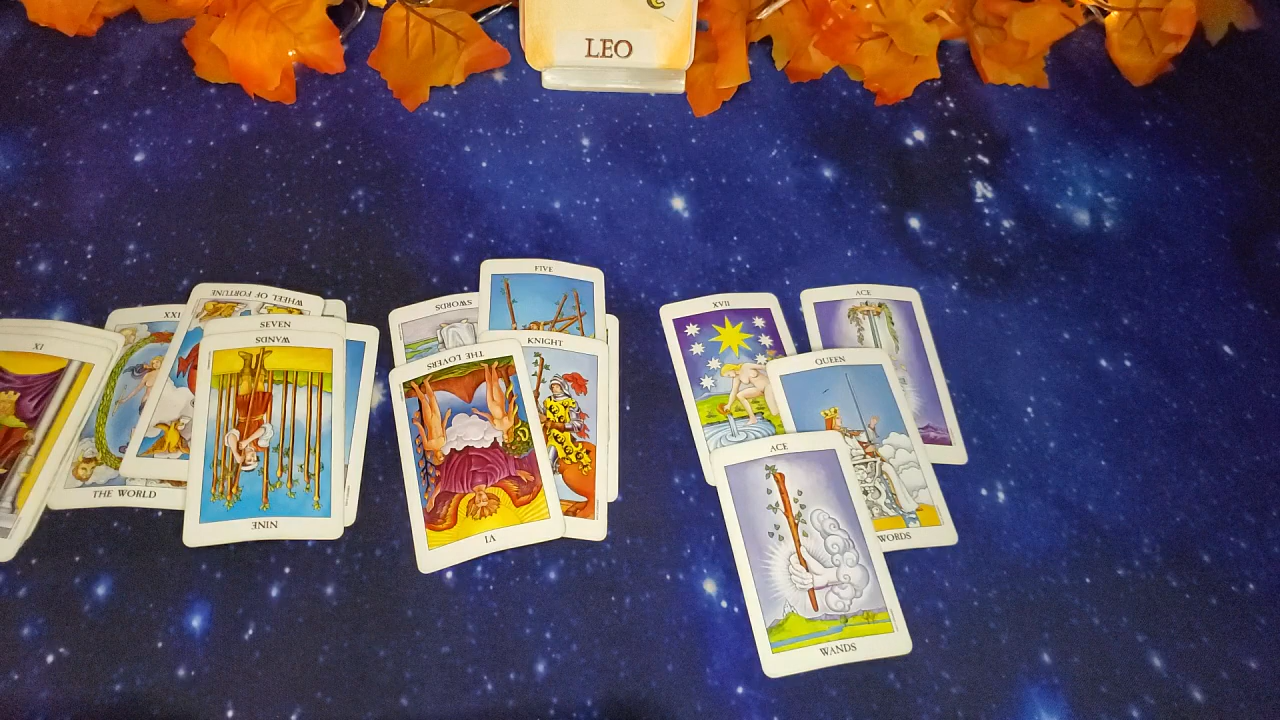 LEO
XI
XXI
THE WORLD
WHEEL OF FORTUNE
SEVEN
WANDS
NINE
SWORDS
FIVE
THE LOVERS
VI
KNIGHT
XVII
ACE
QUEEN
WORDS
ACE
WANDS